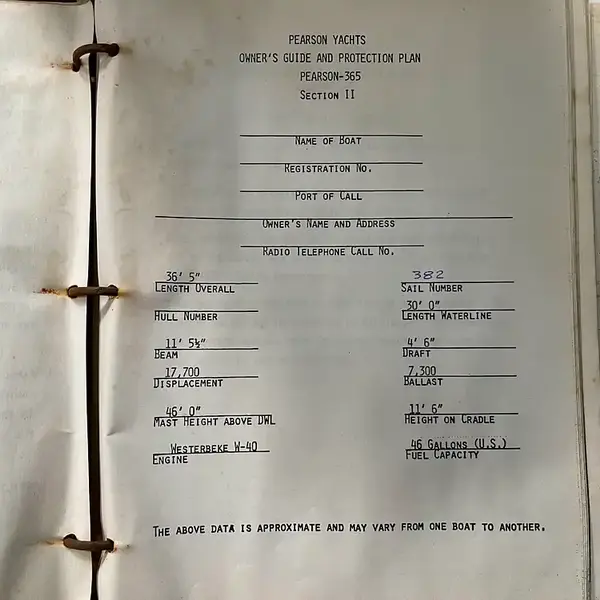 PEARSON YACHTS
OWNER'S GUIDE AND PROTECTION PLAN
PEARSON-365
SECTION II
NAME OF BOAT
REGISTRATION NO.
PORT OF CALL
OWNER'S NAME AND ADDRESS
RADIO TELEPHONE CALL NO.
36' 5" 382
LENGTH OVERALL SAIL NUMBER
30' 0"
HULL NUMBER LENGTH WATERLINE
11' 5½" 4' 6"
BEAM DRAFT
17,700 7,300
DISPLACEMENT BALLAST
46' 0" 11' 6"
MAST HEIGHT ABOVE DWL HEIGHT ON CRADLE
WESTERBEKE W-40 46 GALLONS (U.S.)
ENGINE FUEL CAPACITY
THE ABOVE DATA IS APPROXIMATE AND MAY VARY FROM ONE BOAT TO ANOTHER.